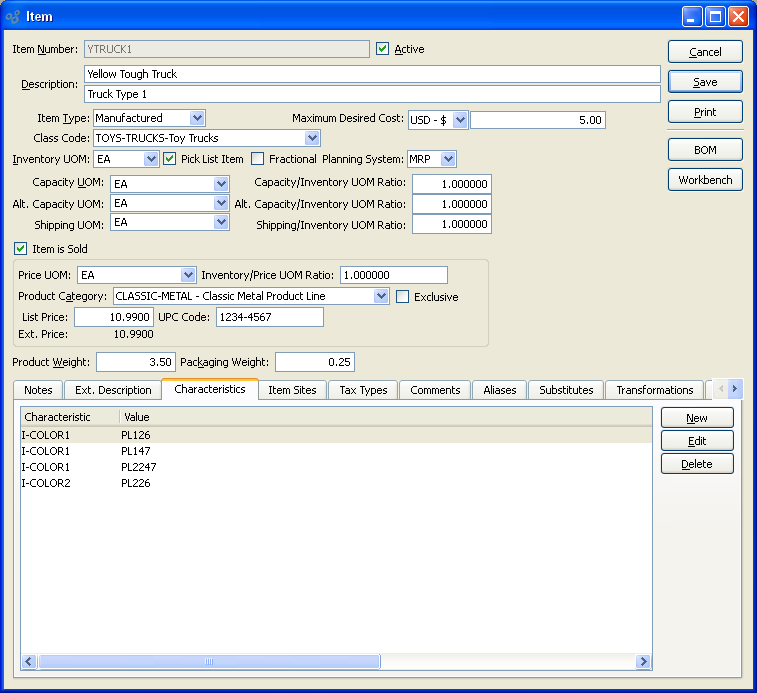 Item
Item Number: YTRUCK1 Active Cancel
Description: Yellow Tough Truck Save
Truck Type 1
Item Type: Manufactured Maximum Desired Cost: USD - $ 5.00 Print
Class Code: TOYS-TRUCKS-Toy Trucks
Inventory UOM: EA Pick List Item Fractional Planning System: MRP BOM
Capacity UOM: EA Capacity/Inventory UOM Ratio: 1.000000 Workbench
Alt. Capacity UOM: EA Alt. Capacity/Inventory UOM Ratio: 1.000000
Shipping UOM: EA Shipping/Inventory UOM Ratio: 1.000000
Item is Sold
Price UOM: EA Inventory/Price UOM Ratio: 1.000000
Product Category: CLASSIC-METAL - Classic Metal Product Line Exclusive
List Price: 10.9900 UPC Code: 1234-4567
Ext. Price: 10.9900
Product Weight: 3.50 Packaging Weight: 0.25
Notes Ext. Description Characteristics Item Sites Tax Types Comments Aliases Substitutes Transformations
Characteristic Value New
I-COLOR1 PL126 Edit
I-COLOR1 PL147
I-COLOR1 PL2247 Delete
I-COLOR2 PL226